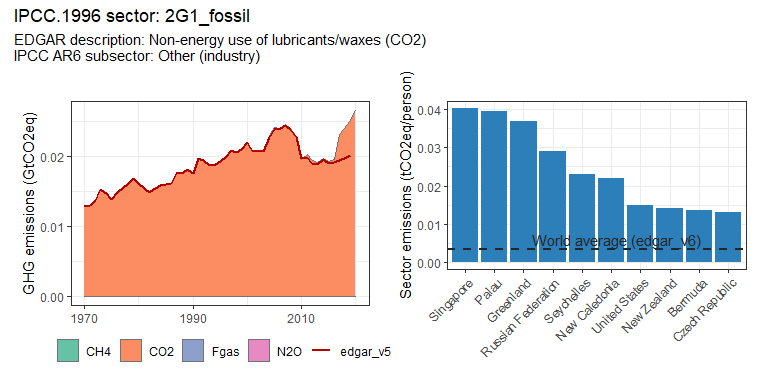 IPCC.1996 sector: 2G1_fossil
EDGAR description: Non-energy use of lubricants/waxes (CO2)
IPCC AR6 subsector: Other (industry)
GHG emissions (GtCO2eq)
0.02
0.01
0.00
1970
1990
2010
CH4
CO2
Fgas
N2O
edgar_v5
Sector emissions (tCO2eq/person)
0.04
0.03
0.02
0.01
0.00
World average (edgar_v6)
Singapore
Palau
Greenland
Russian Federation
Seychelles
New Caledonia
United States
New Zealand
Bermuda
Czech Republic